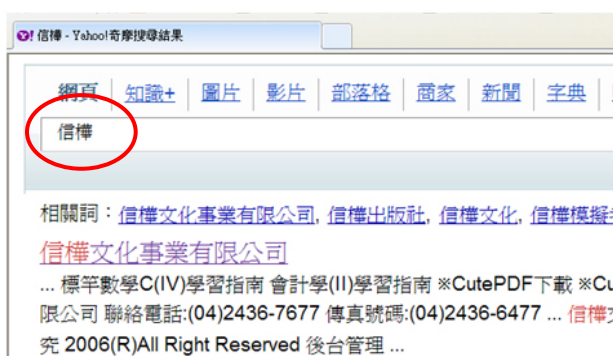 信樺 - Yahoo!奇摩搜尋結果
網頁 知識+ 圖片 影片 部落格 商家 新聞 字典
信樺
相關詞：信樺文化事業有限公司, 信樺出版社, 信樺文化, 信樺模擬
信樺文化事業有限公司
... 標竿數學C(IV)學習指南 會計學(II)學習指南 ※CutePDF下載 ※Cu
限公司 聯絡電話:(04)2436-7677 傳真號碼:(04)2436-6477 ... 信樺
究 2006(R)All Right Reserved 後台管理 ...